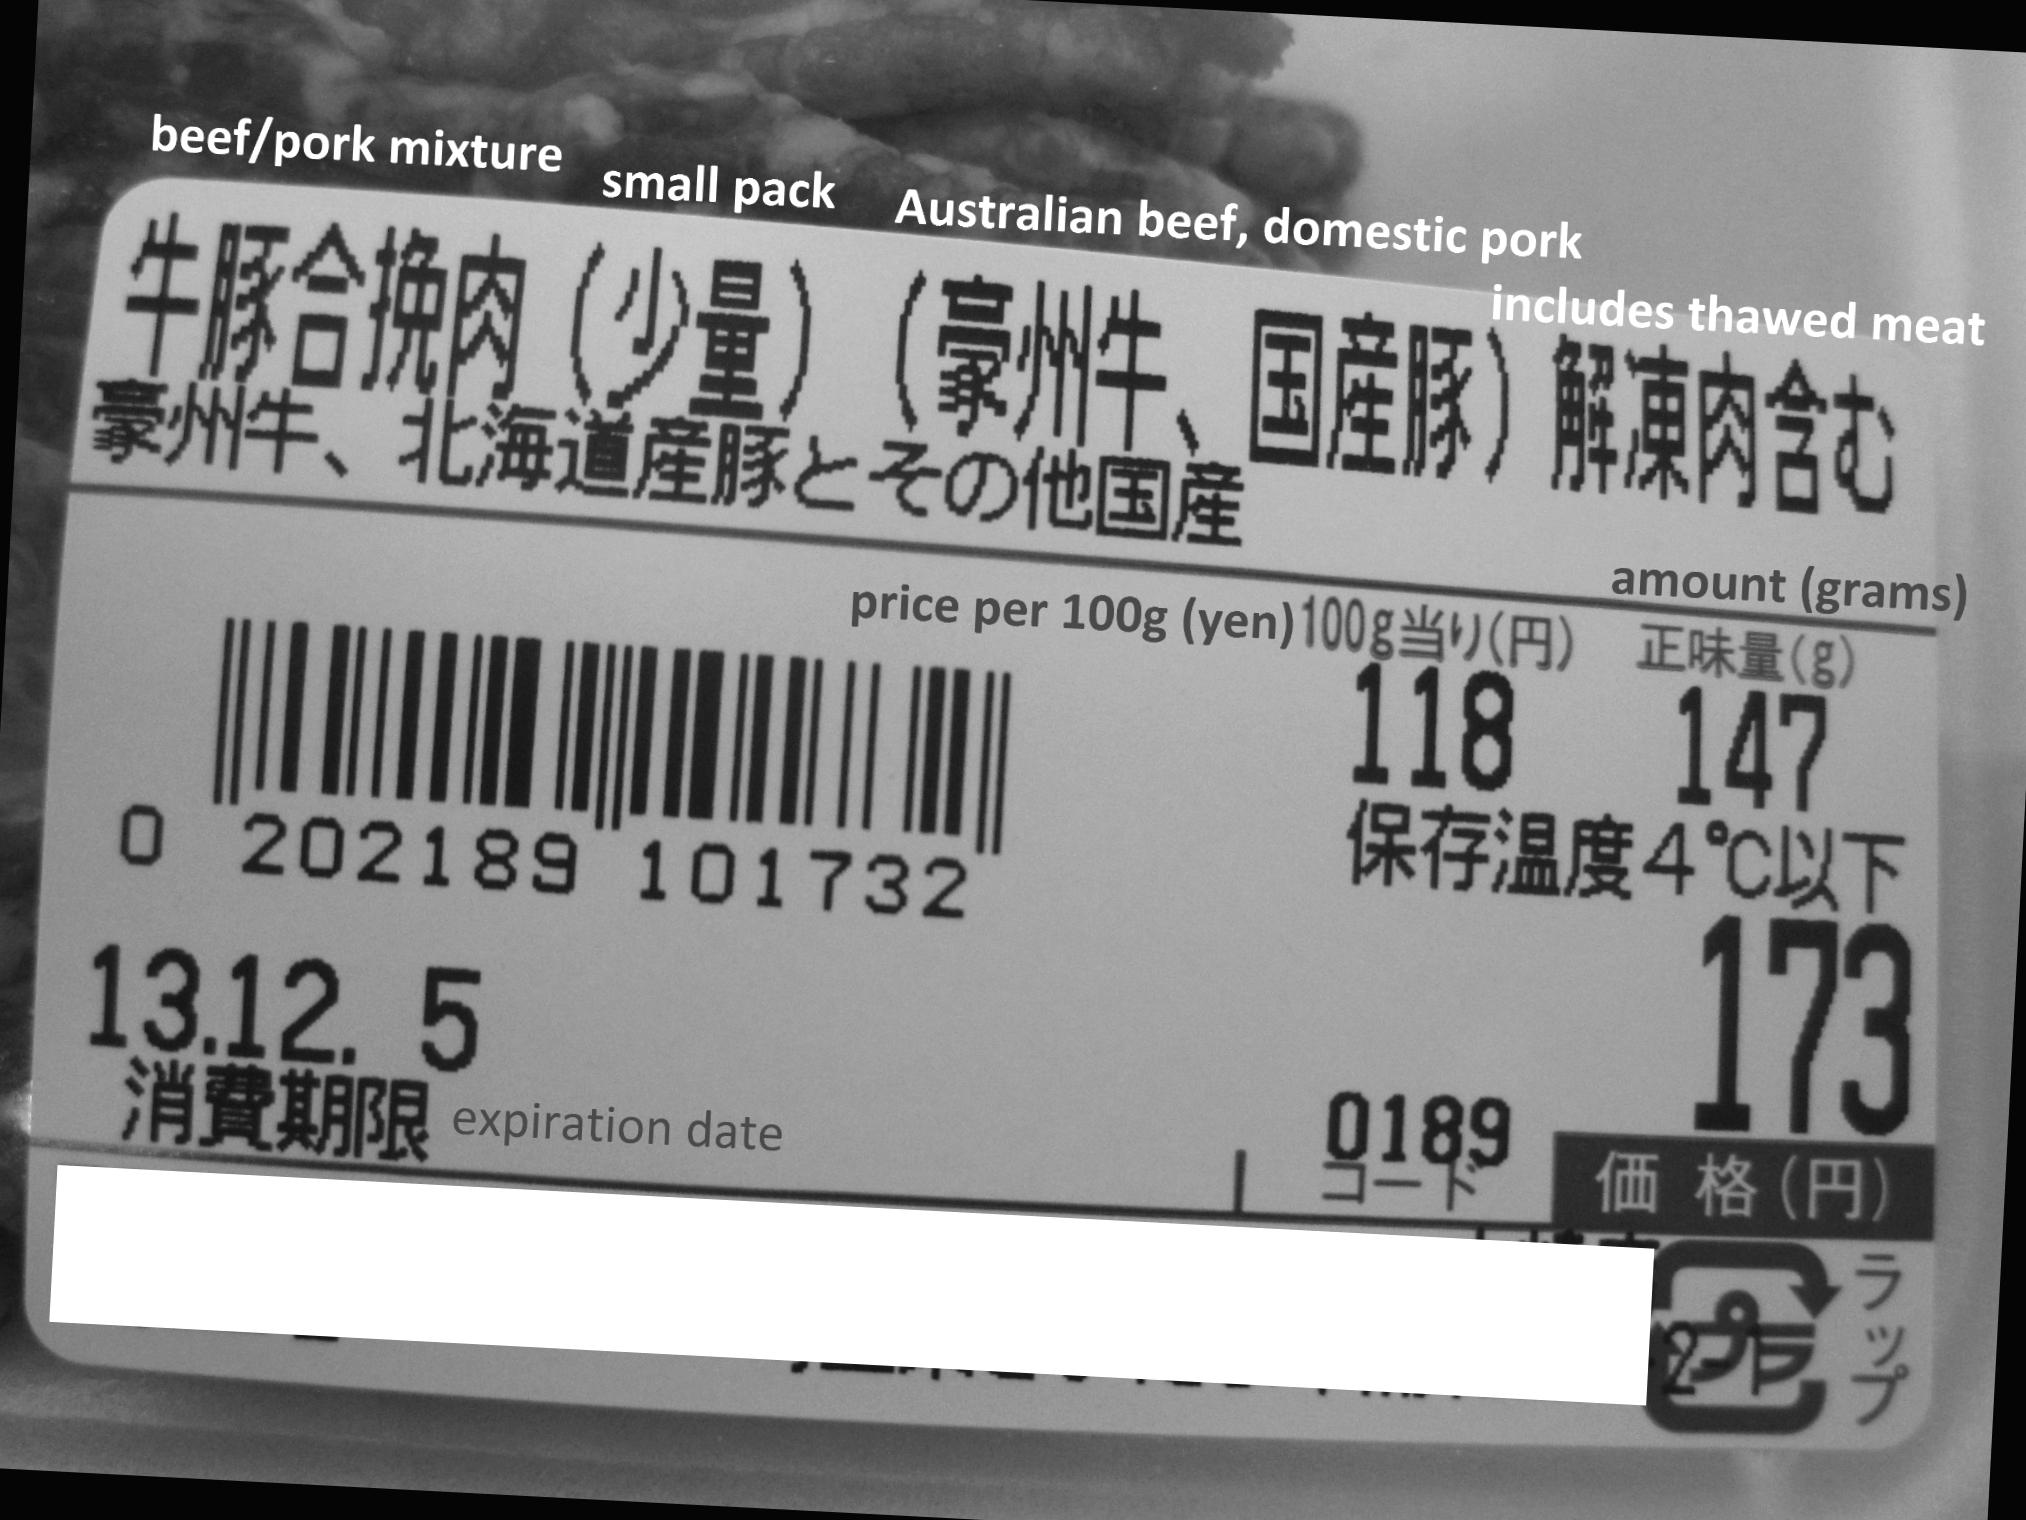 beef/pork mixture
small pack
Australian beef, domestic pork
includes thawed meat
牛豚合挽肉（少量）（豪州牛、国産豚）解凍肉含む
豪州牛、北海道産豚とその他国産
amount (grams)
price per 100g (yen)
100g当り(円) 正味量(g)
118 147
保存温度4℃以下
0 202189 101732
173
13.12. 5
消費期限 expiration date
0189
コード
価格(円)
プラ
ラップ